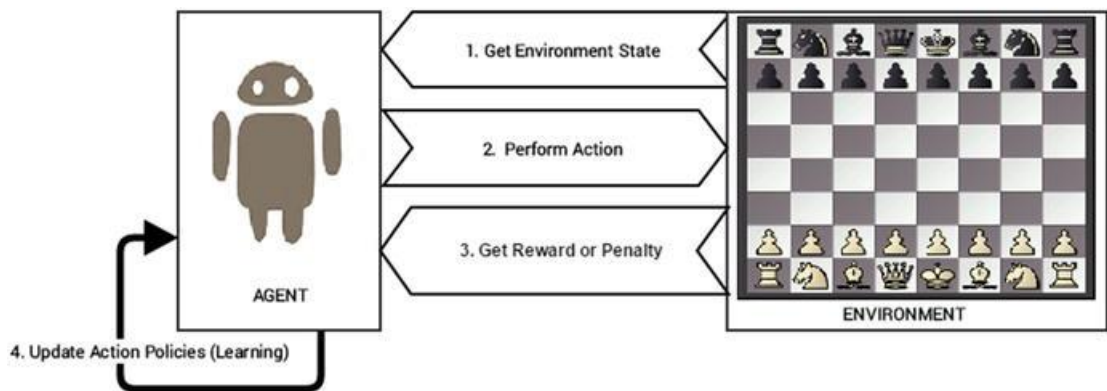 1. Get Environment State
2. Perform Action
3. Get Reward or Penalty
AGENT
ENVIRONMENT
4. Update Action Policies (Learning)